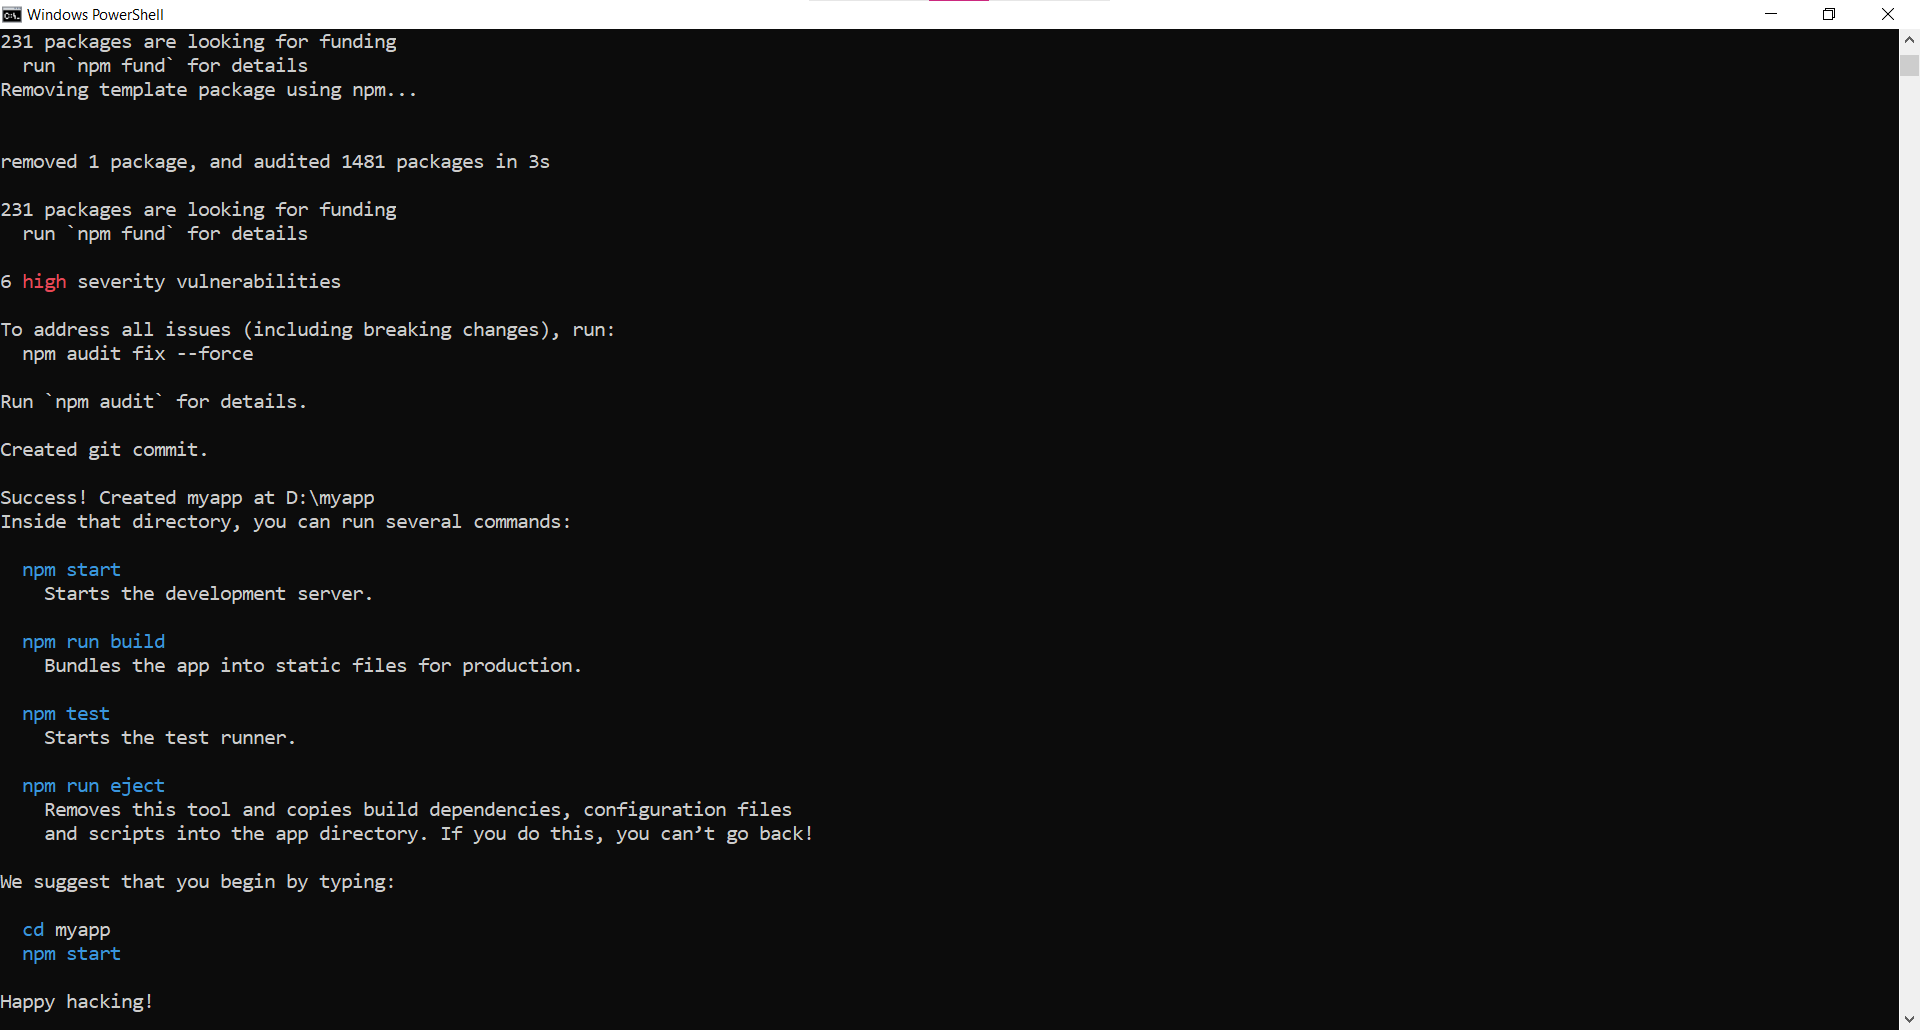 Windows PowerShell
231 packages are looking for funding
  run `npm fund` for details
Removing template package using npm...
removed 1 package, and audited 1481 packages in 3s
231 packages are looking for funding
  run `npm fund` for details
6 high severity vulnerabilities
To address all issues (including breaking changes), run:
  npm audit fix --force
Run `npm audit` for details.
Created git commit.
Success! Created myapp at D:\myapp
Inside that directory, you can run several commands:
  npm start
    Starts the development server.
  npm run build
    Bundles the app into static files for production.
  npm test
    Starts the test runner.
  npm run eject
    Removes this tool and copies build dependencies, configuration files
    and scripts into the app directory. If you do this, you can’t go back!
We suggest that you begin by typing:
  cd myapp
  npm start
Happy hacking!